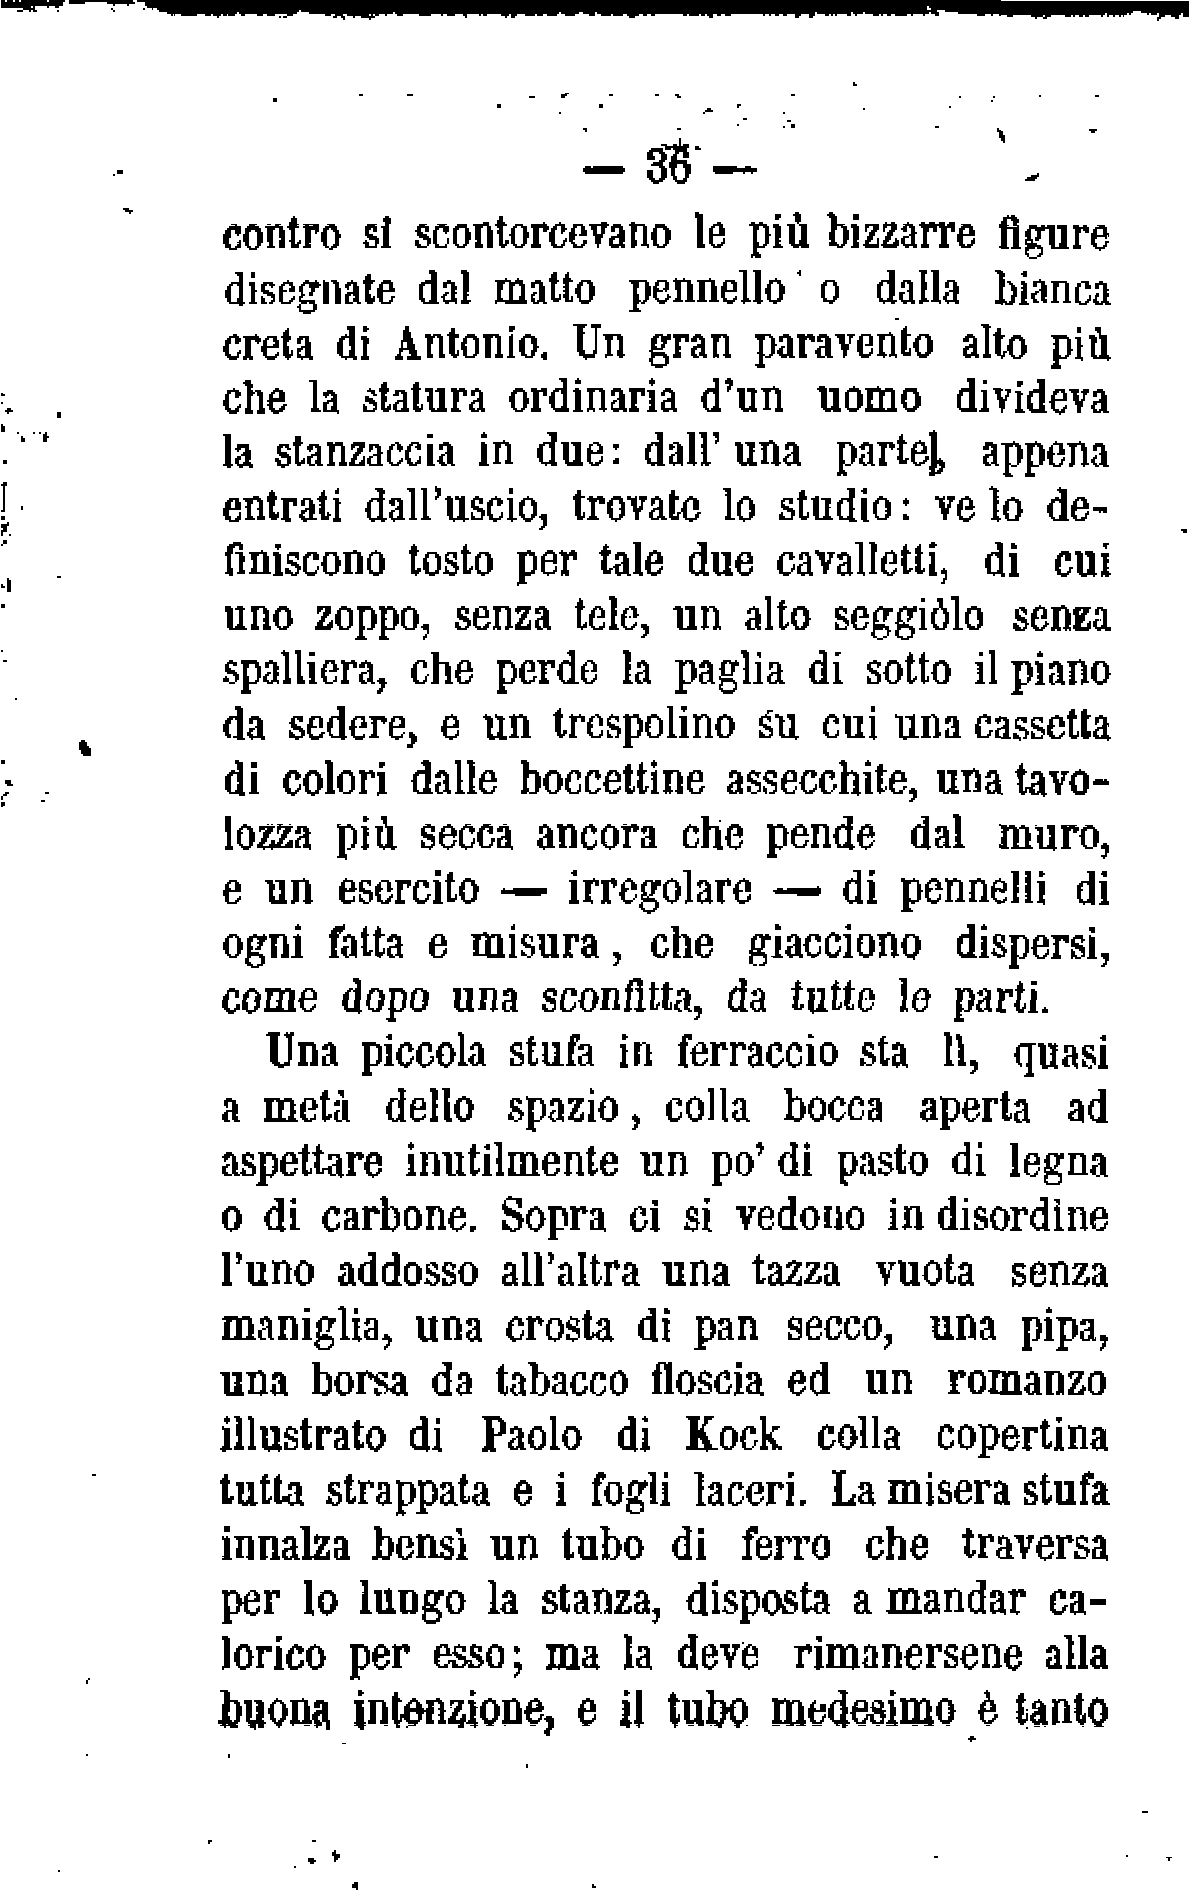 — 36 —
contro si scontorcevano le più bizzarre figure
disegnate dal matto pennello o dalla bianca
creta di Antonio. Un gran paravento alto più
che la statura ordinaria d'un uomo divideva
la stanzaccia in due: dall' una parte, appena
entrati dall'uscio, trovate lo studio: ve lo de-
finiscono tosto per tale due cavalletti, di cui
uno zoppo, senza tele, un alto seggiòlo senza
spalliera, che perde la paglia di sotto il piano
da sedere, e un trespolino su cui una cassetta
di colori dalle boccettine assecchite, una tavo-
lozza più secca ancora che pende dal muro,
e un esercito — irregolare — di pennelli di
ogni fatta e misura, che giacciono dispersi,
come dopo una sconfitta, da tutte le parti.
Una piccola stufa in ferraccio sta lì, quasi
a metà dello spazio, colla bocca aperta ad
aspettare inutilmente un po' di pasto di legna
o di carbone. Sopra ci si vedono in disordine
l'uno addosso all'altra una tazza vuota senza
maniglia, una crosta di pan secco, una pipa,
una borsa da tabacco floscia ed un romanzo
illustrato di Paolo di Kock colla copertina
tutta strappata e i fogli laceri. La misera stufa
innalza bensì un tubo di ferro che traversa
per lo lungo la stanza, disposta a mandar ca-
lorico per esso; ma la deve rimanersene alla
buona intenzione, e il tubo medesimo è tanto